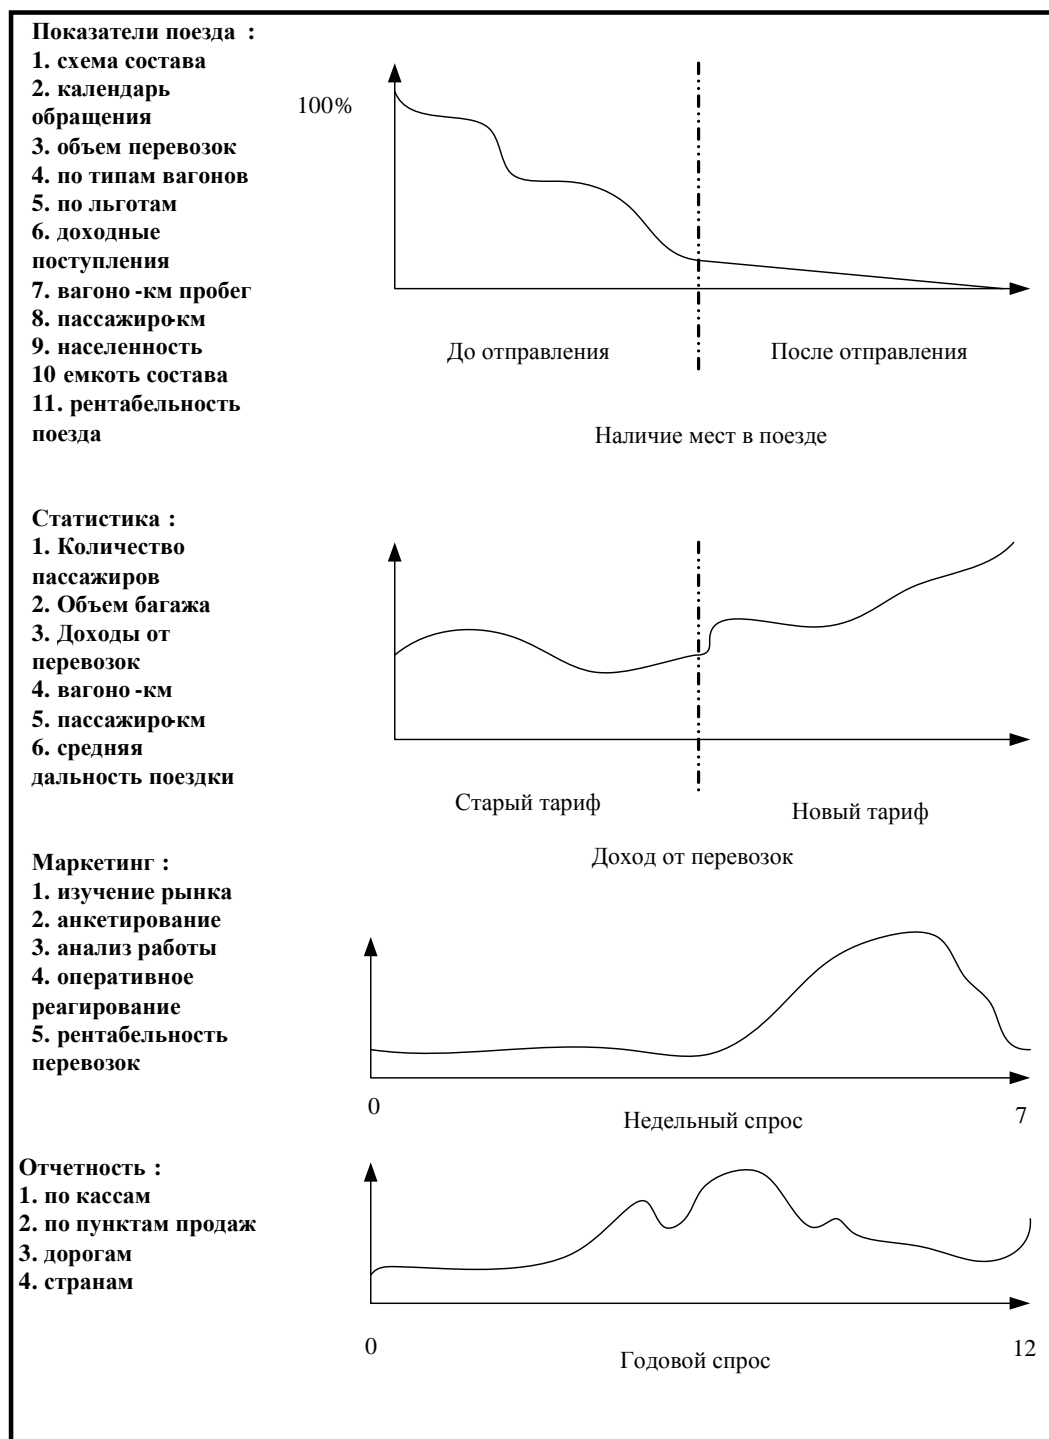 Показатели поезда :
1. схема состава
2. календарь
обращения
3. объем перевозок
4. по типам вагонов
5. по льготам
6. доходные
поступления
7. вагоно -км пробег
8. пассажиро-км
9. населенность
10 емкоть состава
11. рентабельность
поезда
100%
До отправления
После отправления
Наличие мест в поезде
Статистика :
1. Количество
пассажиров
2. Объем багажа
3. Доходы от
перевозок
4. вагоно -км
5. пассажиро-км
6. средняя
дальность поездки
Старый тариф
Новый тариф
Доход от перевозок
Маркетинг :
1. изучение рынка
2. анкетирование
3. анализ работы
4. оперативное
реагирование
5. рентабельность
перевозок
0
Недельный спрос
7
Отчетность :
1. по кассам
2. по пунктам продаж
3. дорогам
4. странам
0
Годовой спрос
12